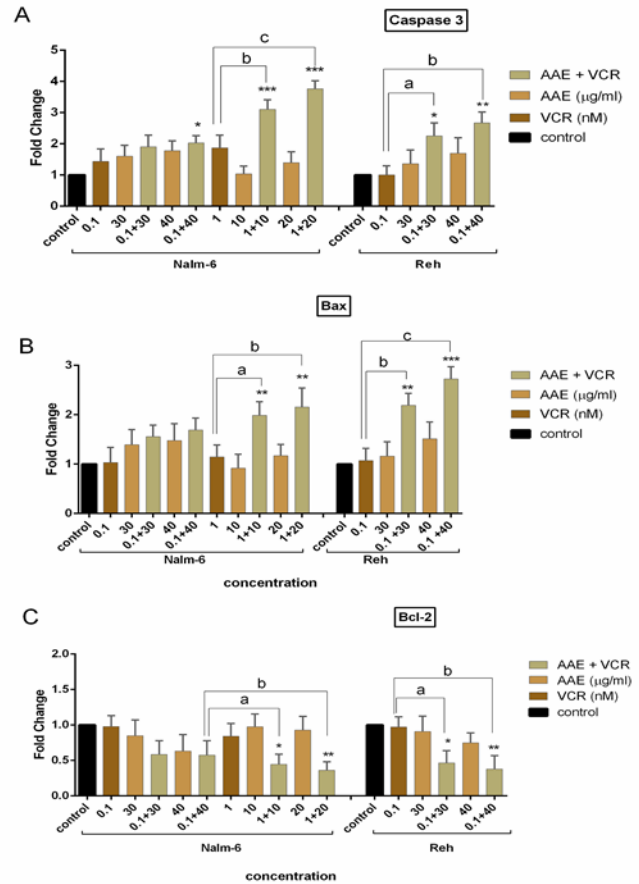 A
Caspase 3
c
b
b
a
***
***
*
*
**
AAE + VCR
AAE (µg/ml)
VCR (nM)
control
Fold Change
5
4
3
2
1
0
control
0.1
30
0.1+30
40
0.1+40
1
10
1+10
20
1+20
control
0.1
30
0.1+30
40
0.1+40
Nalm-6
Reh
Bax
B
b
a
c
b
**
**
**
***
AAE + VCR
AAE (µg/ml)
VCR (nM)
control
Fold Change
3
2
1
0
control
0.1
30
0.1+30
40
0.1+40
1
10
1+10
20
1+20
control
0.1
30
0.1 +30
40
0.1 +40
Nalm-6
Reh
concentration
C
Bcl-2
b
a
b
a
*
**
*
**
AAE + VCR
AAE (µg/ml)
VCR (nM)
control
Fold Change
2.0
1.5
1.0
0.5
0.0
control
0.1
30
0.1+30
40
0.1+40
1
10
1+10
20
1+20
control
0.1
30
0.1+30
40
0.1+40
Nalm-6
Reh
concentration